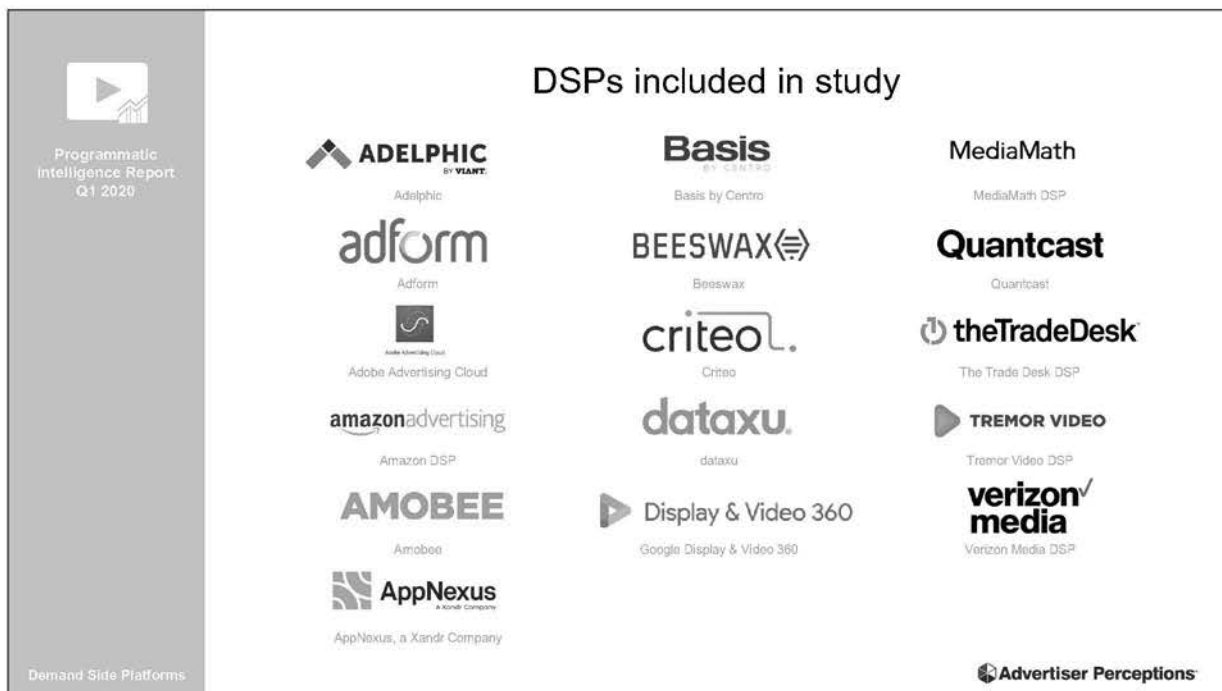 Programmatic
Intelligence Report
Q1 2020
DSPs included in study
ADELPHIC
BY VIANT.
Adelphic
Basis
BY CENTRO
Basis by Centro
MediaMath
MediaMath DSP
adform
Adform
BEESWAX
Beeswax
Quantcast
Quantcast
Adobe Advertising Cloud
Adobe Advertising Cloud
criteo
Criteo
theTradeDesk
The Trade Desk DSP
amazonadvertising
Amazon DSP
dataxu.
dataxu
TREMOR VIDEO
Tremor Video DSP
AMOBEE
Amobee
Display & Video 360
Google Display & Video 360
verizon
media
Verizon Media DSP
AppNexus
A Xandr Company
AppNexus, a Xandr Company
Demand Side Platforms
Advertiser Perceptions